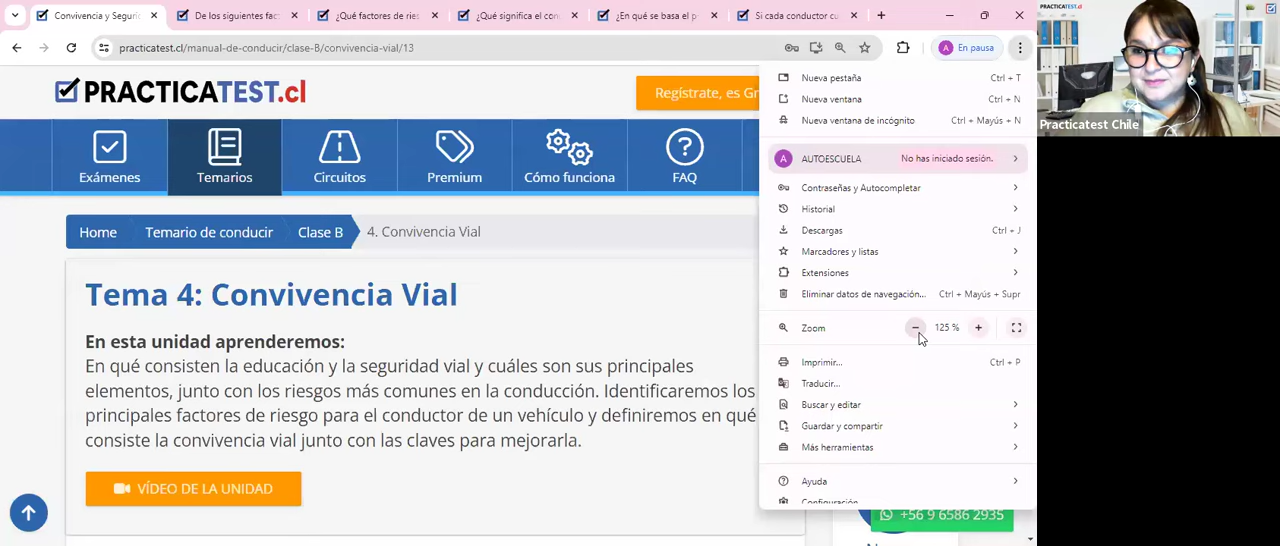 Convivencia y Segurid
De los siguientes fact
¿Qué factores de ries
¿Qué significa el con
¿En qué se basa el p
Si cada conductor cu
practicatest.cl/manual-de-conducir/clase-B/convivencia-vial/13
A En pausa
PRACTICATEST.cl
Regístrate, es Gr
Exámenes
Temarios
Circuitos
Premium
Cómo funciona
FAQ
Home
Temario de conducir
Clase B
4. Convivencia Vial
Tema 4: Convivencia Vial
En esta unidad aprenderemos:
En qué consisten la educación y la seguridad vial y cuáles son sus principales
elementos, junto con los riesgos más comunes en la conducción. Identificaremos los
principales factores de riesgo para el conductor de un vehículo y definiremos en qué
consiste la convivencia vial junto con las claves para mejorarla.
VÍDEO DE LA UNIDAD
Nueva pestaña Ctrl + T
Nueva ventana Ctrl + N
Nueva ventana de incógnito Ctrl + Mayús + N
A AUTOESCUELA No has iniciado sesión.
Contraseñas y Autocompletar
Historial
Descargas Ctrl + J
Marcadores y listas
Extensiones
Eliminar datos de navegación... Ctrl + Mayús + Supr
Zoom − 125 % +
Imprimir... Ctrl + P
Traducir...
Buscar y editar
Guardar y compartir
Más herramientas
Ayuda
Configuración
+56 9 6586 2935
PRACTICATEST.cl
Practicatest Chile